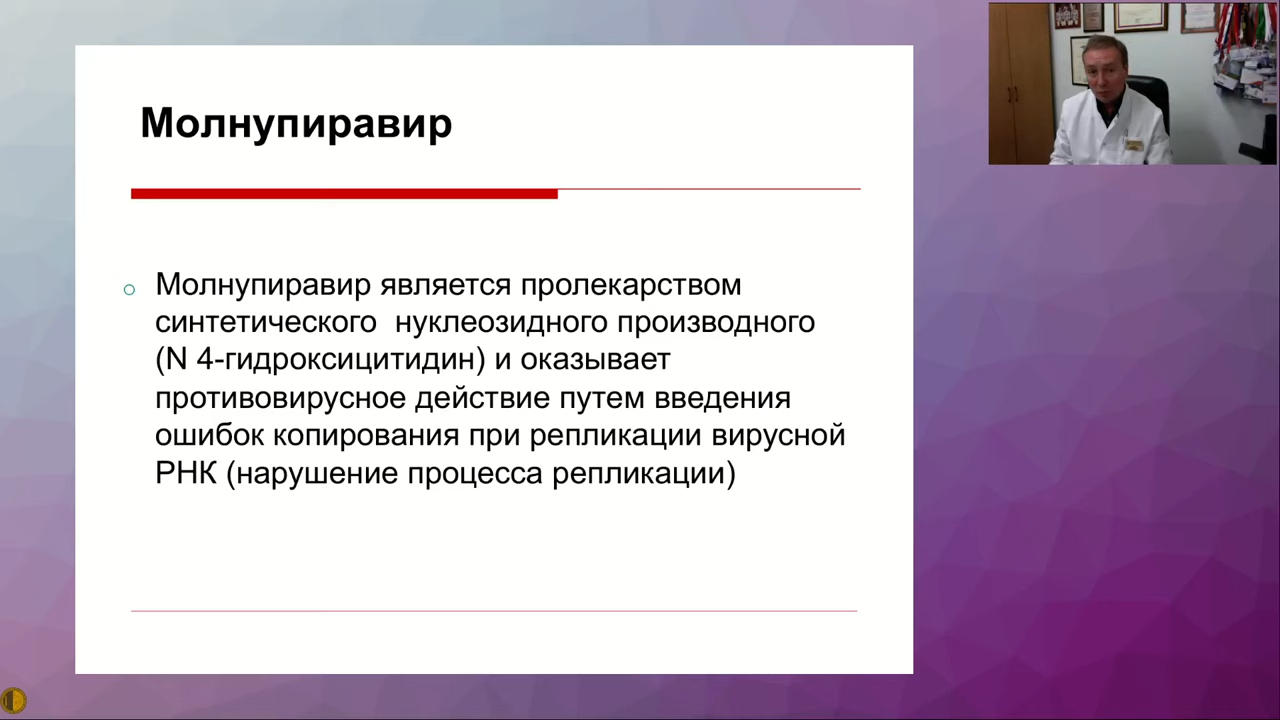 Молнупиравир
Молнупиравир является пролекарством
синтетического  нуклеозидного производного
(N 4-гидроксицитидин) и оказывает
противовирусное действие путем введения
ошибок копирования при репликации вирусной
РНК (нарушение процесса репликации)